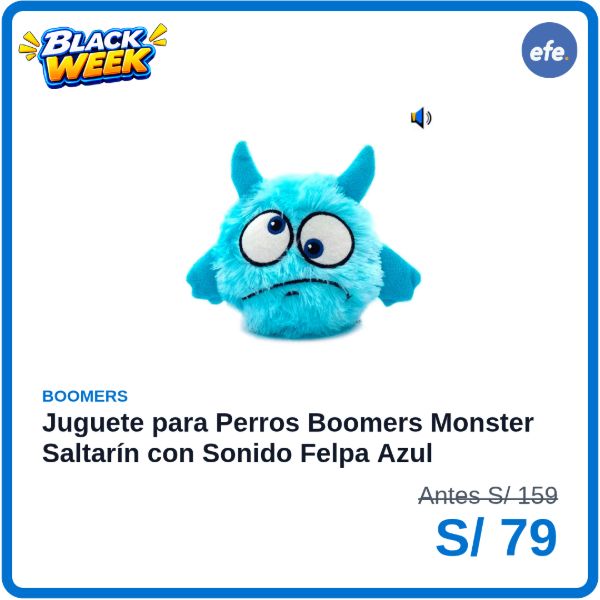 BLACK
WEEK
efe.
BOOMERS
Juguete para Perros Boomers Monster
Saltarín con Sonido Felpa Azul
Antes S/ 159
S/ 79